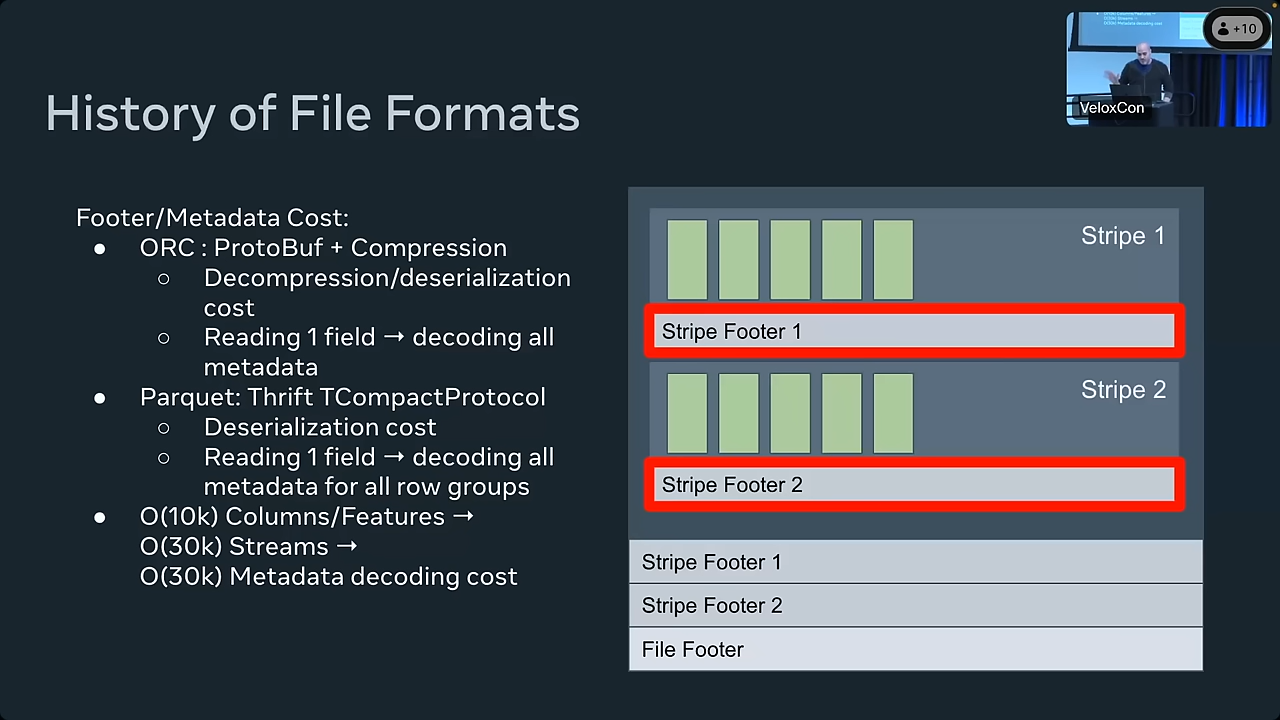 History of File Formats
Footer/Metadata Cost:
● ORC : ProtoBuf + Compression
○ Decompression/deserialization
cost
○ Reading 1 field → decoding all
metadata
● Parquet: Thrift TCompactProtocol
○ Deserialization cost
○ Reading 1 field → decoding all
metadata for all row groups
● O(10k) Columns/Features →
O(30k) Streams →
O(30k) Metadata decoding cost
Stripe 1
Stripe Footer 1
Stripe 2
Stripe Footer 2
Stripe Footer 1
Stripe Footer 2
File Footer
+10
VeloxCon